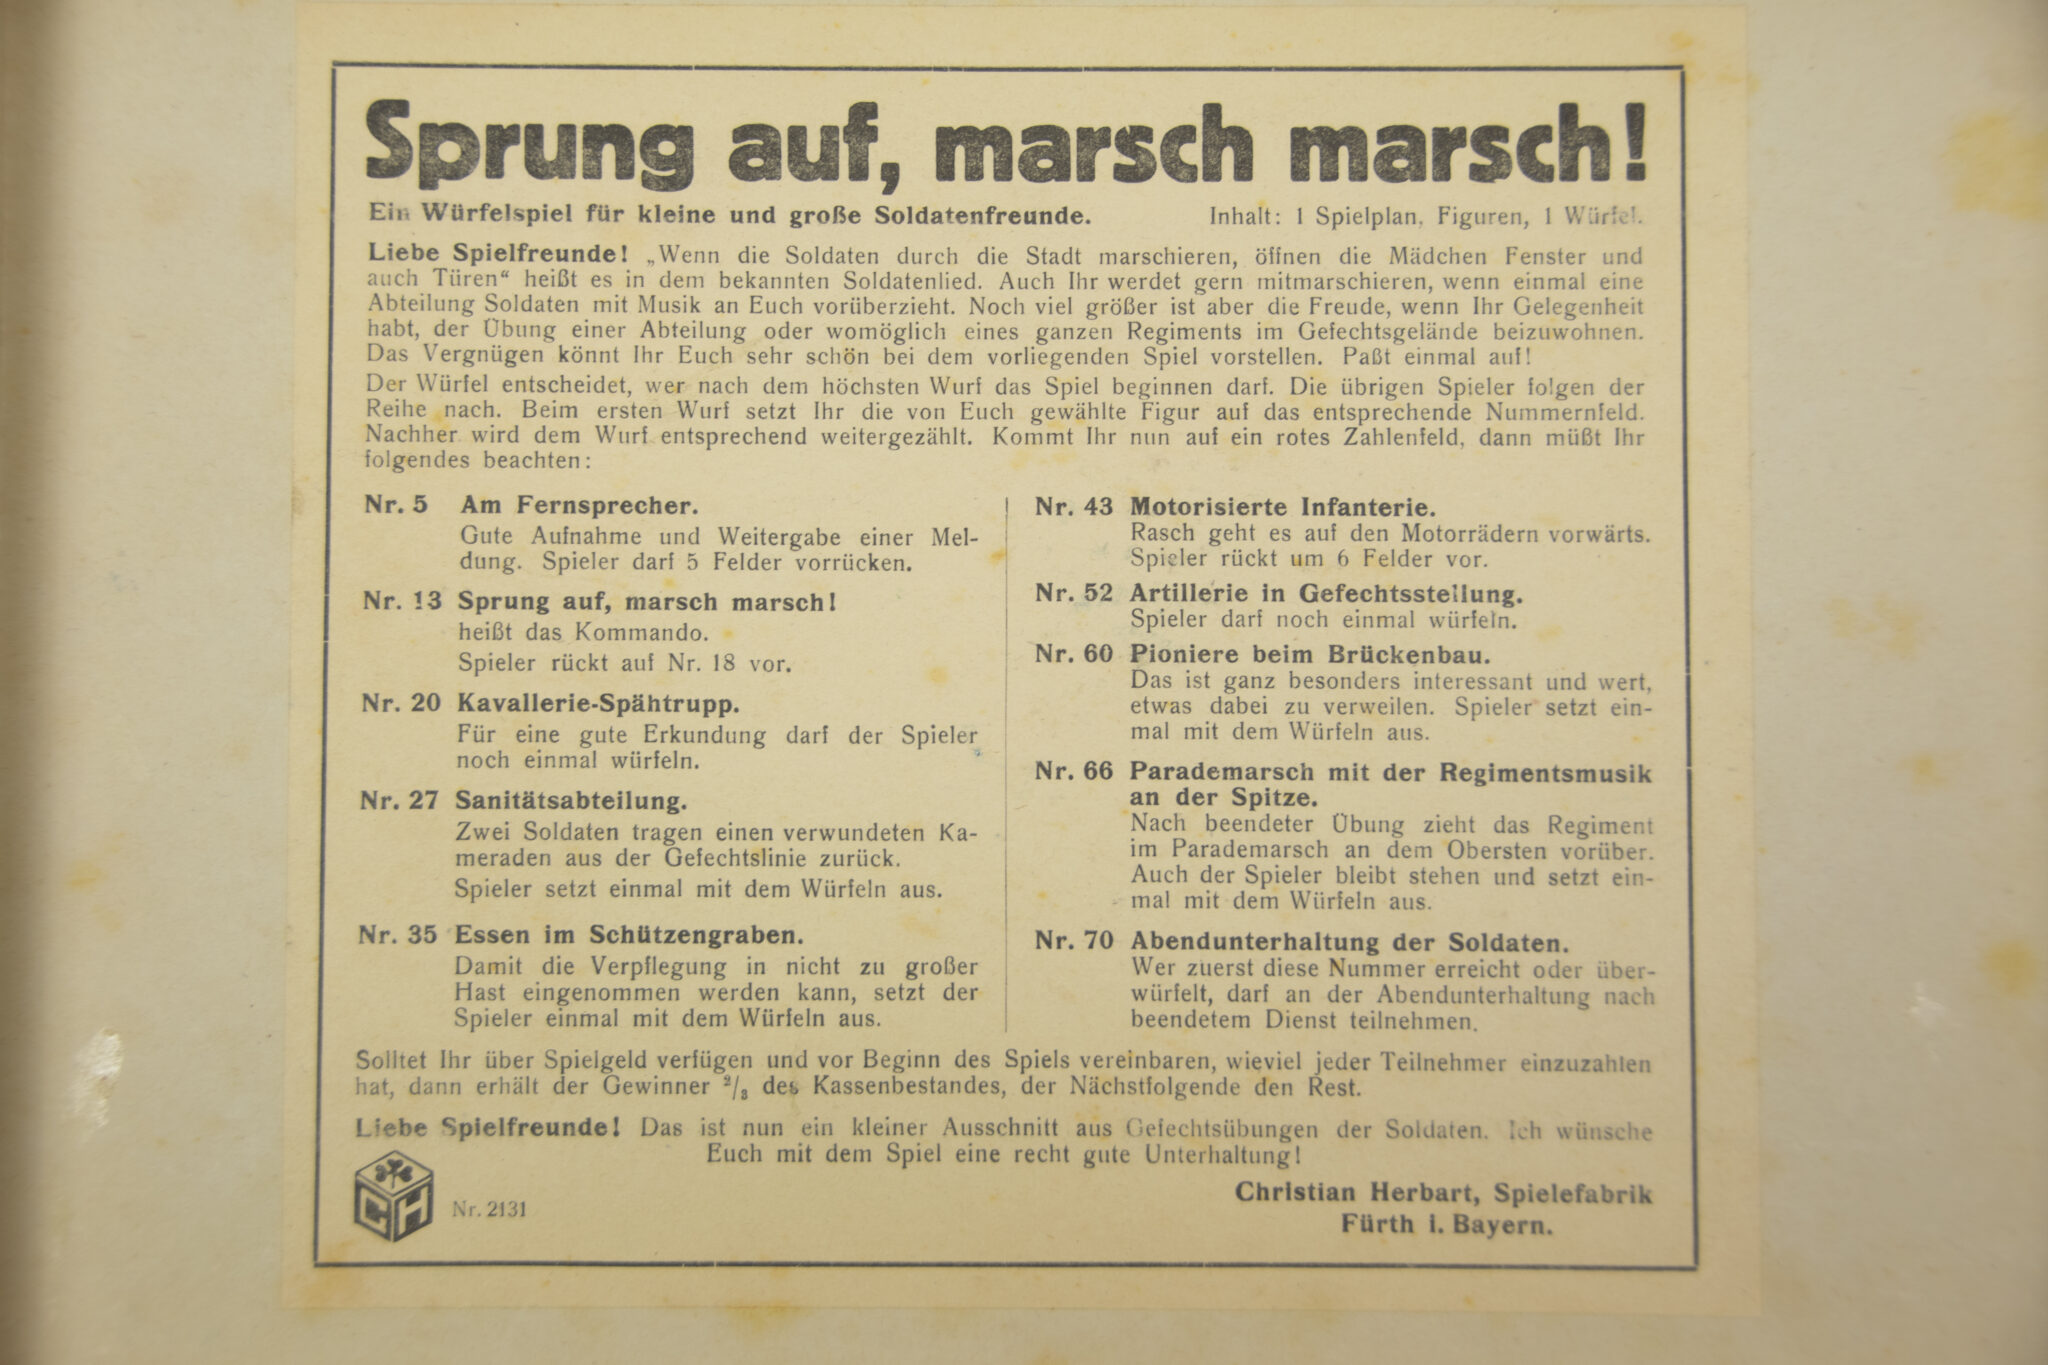 Sprung auf, marsch marsch!
Ein Würfelspiel für kleine und große Soldatenfreunde. Inhalt: 1 Spielplan, Figuren, 1 Würfel.
Liebe Spielfreunde! „Wenn die Soldaten durch die Stadt marschieren, öffnen die Mädchen Fenster und
auch Türen“ heißt es in dem bekannten Soldatenlied. Auch Ihr werdet gern mitmarschieren, wenn einmal eine
Abteilung Soldaten mit Musik an Euch vorüberzieht. Noch viel größer ist aber die Freude, wenn Ihr Gelegenheit
habt, der Übung einer Abteilung oder womöglich eines ganzen Regiments im Gefechtsgelände beizuwohnen.
Das Vergnügen könnt Ihr Euch sehr schön bei dem vorliegenden Spiel vorstellen. Paßt einmal auf!
Der Würfel entscheidet, wer nach dem höchsten Wurf das Spiel beginnen darf. Die übrigen Spieler folgen der
Reihe nach. Beim ersten Wurf setzt Ihr die von Euch gewählte Figur auf das entsprechende Nummernfeld.
Nachher wird dem Wurf entsprechend weitergezählt. Kommt Ihr nun auf ein rotes Zahlenfeld, dann müßt Ihr
folgendes beachten:
Nr. 5 Am Fernsprecher.
Gute Aufnahme und Weitergabe einer Mel-
dung. Spieler darf 5 Felder vorrücken.
Nr. 13 Sprung auf, marsch marsch!
heißt das Kommando.
Spieler rückt auf Nr. 18 vor.
Nr. 20 Kavallerie-Spähtrupp.
Für eine gute Erkundung darf der Spieler
noch einmal würfeln.
Nr. 27 Sanitätsabteilung.
Zwei Soldaten tragen einen verwundeten Ka-
meraden aus der Gefechtslinie zurück.
Spieler setzt einmal mit dem Würfeln aus.
Nr. 35 Essen im Schützengraben.
Damit die Verpflegung in nicht zu großer
Hast eingenommen werden kann, setzt der
Spieler einmal mit dem Würfeln aus.
Nr. 43 Motorisierte Infanterie.
Rasch geht es auf den Motorrädern vorwärts.
Spieler rückt um 6 Felder vor.
Nr. 52 Artillerie in Gefechtsstellung.
Spieler darf noch einmal würfeln.
Nr. 60 Pioniere beim Brückenbau.
Das ist ganz besonders interessant und wert,
etwas dabei zu verweilen. Spieler setzt ein-
mal mit dem Würfeln aus.
Nr. 66 Parademarsch mit der Regimentsmusik
an der Spitze.
Nach beendeter Übung zieht das Regiment
im Parademarsch an dem Obersten vorüber.
Auch der Spieler bleibt stehen und setzt ein-
mal mit dem Würfeln aus.
Nr. 70 Abendunterhaltung der Soldaten.
Wer zuerst diese Nummer erreicht oder über-
würfelt, darf an der Abendunterhaltung nach
beendetem Dienst teilnehmen.
Solltet Ihr über Spielgeld verfügen und vor Beginn des Spiels vereinbaren, wieviel jeder Teilnehmer einzuzahlen
hat, dann erhält der Gewinner 2/3 des Kassenbestandes, der Nächstfolgende den Rest.
Liebe Spielfreunde! Das ist nun ein kleiner Ausschnitt aus Gefechtsübungen der Soldaten. Ich wünsche
Euch mit dem Spiel eine recht gute Unterhaltung!
CH Nr. 2131
Christian Herbart, Spielefabrik
Fürth i. Bayern.